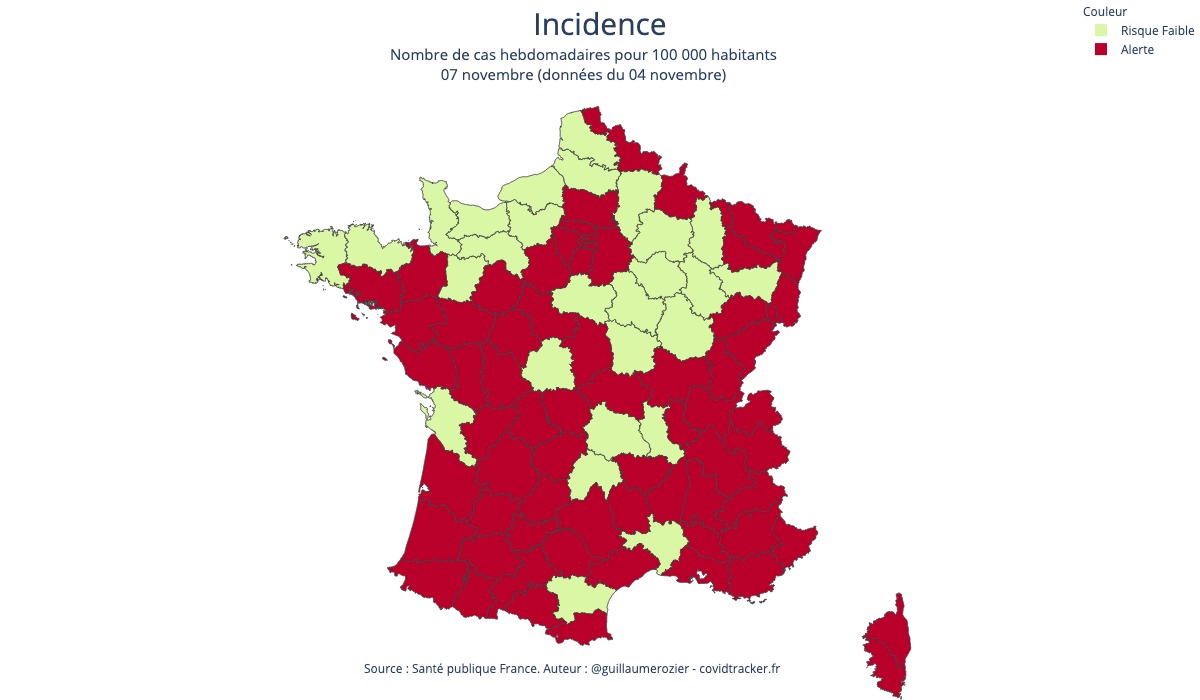 Incidence
Nombre de cas hebdomadaires pour 100 000 habitants
07 novembre (données du 04 novembre)
Couleur
Risque Faible
Alerte
Source : Santé publique France. Auteur : @guillaumerozier - covidtracker.fr